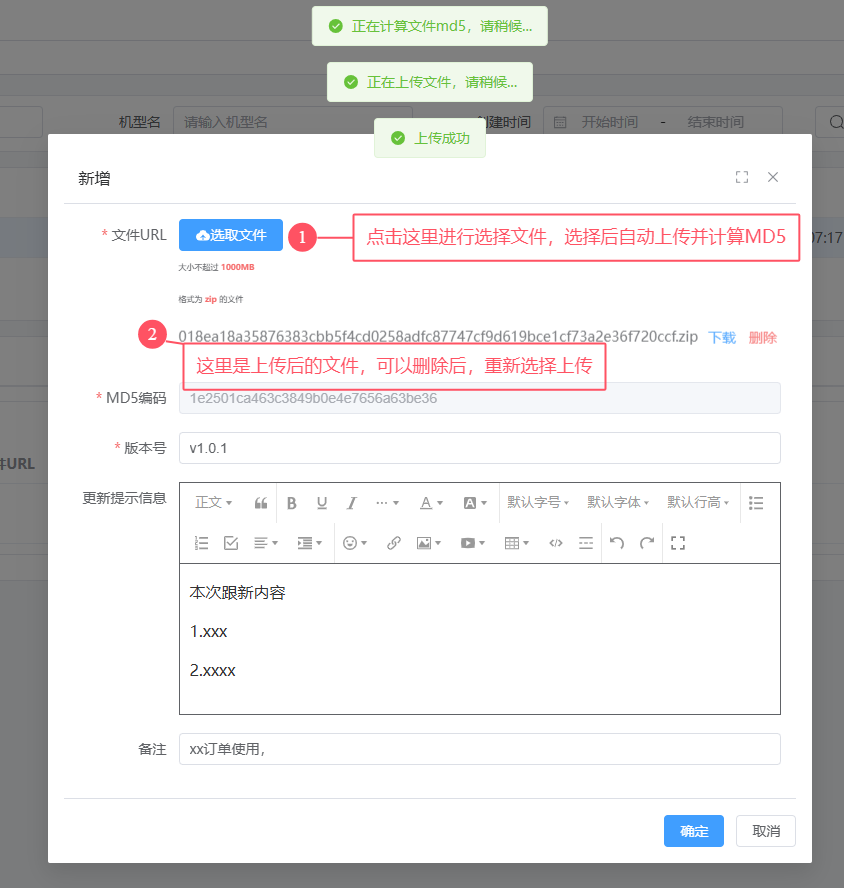 正在计算文件md5，请稍候...
正在上传文件，请稍候...
机型名 请输入机型名 创建时间 开始时间 - 结束时间
上传成功
新增
* 文件URL 选取文件 1 点击这里进行选择文件，选择后自动上传并计算MD5
07:17
大小不超过 1000MB
格式为 zip 的文件
2 018ea18a35876383cbb5f4cd0258adfc87747cf9d619bce1cf73a2e36f720ccf.zip 下载 删除
这里是上传后的文件，可以删除后，重新选择上传
* MD5编码 1e2501ca463c3849b0e4e7656a63be36
* 版本号 v1.0.1
件URL
更新提示信息 正文 B U I ... A A 默认字号 默认字体 默认行高
本次跟新内容
1.xxx
2.xxxx
备注 xx订单使用，
确定 取消